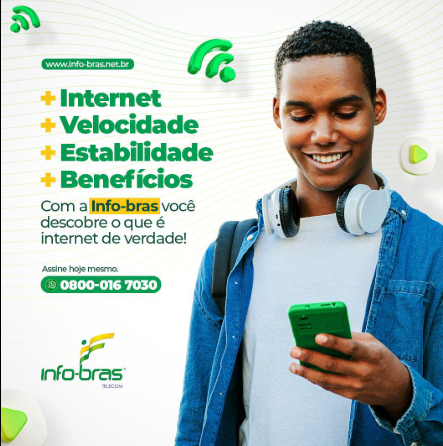 www.info-bras.net.br
+ Internet
+ Velocidade
+ Estabilidade
+ Benefícios
Com a Info-bras você
descobre o que é
internet de verdade!
Assine hoje mesmo.
0800-016 7030
info-bras
TELECOM